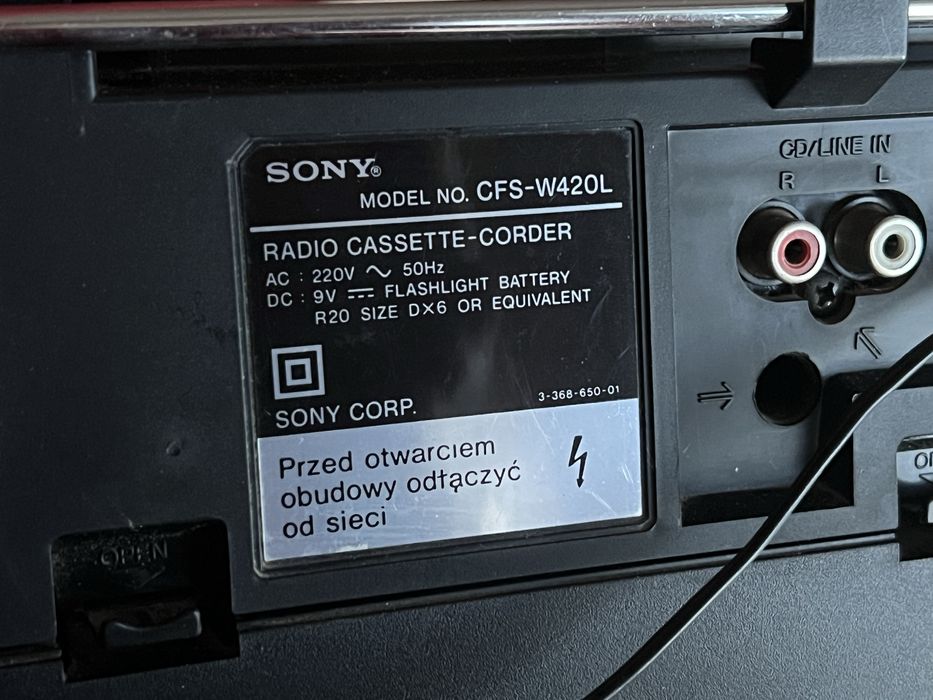 SONY®
MODEL NO. CFS-W420L
RADIO CASSETTE-CORDER
AC : 220V ~ 50Hz
DC : 9V ⎓ FLASHLIGHT BATTERY
R20 SIZE D×6 OR EQUIVALENT
SONY CORP.
3-368-650-01
Przed otwarciem
obudowy odłączyć
od sieci
CD/LINE IN
R L
OPEN